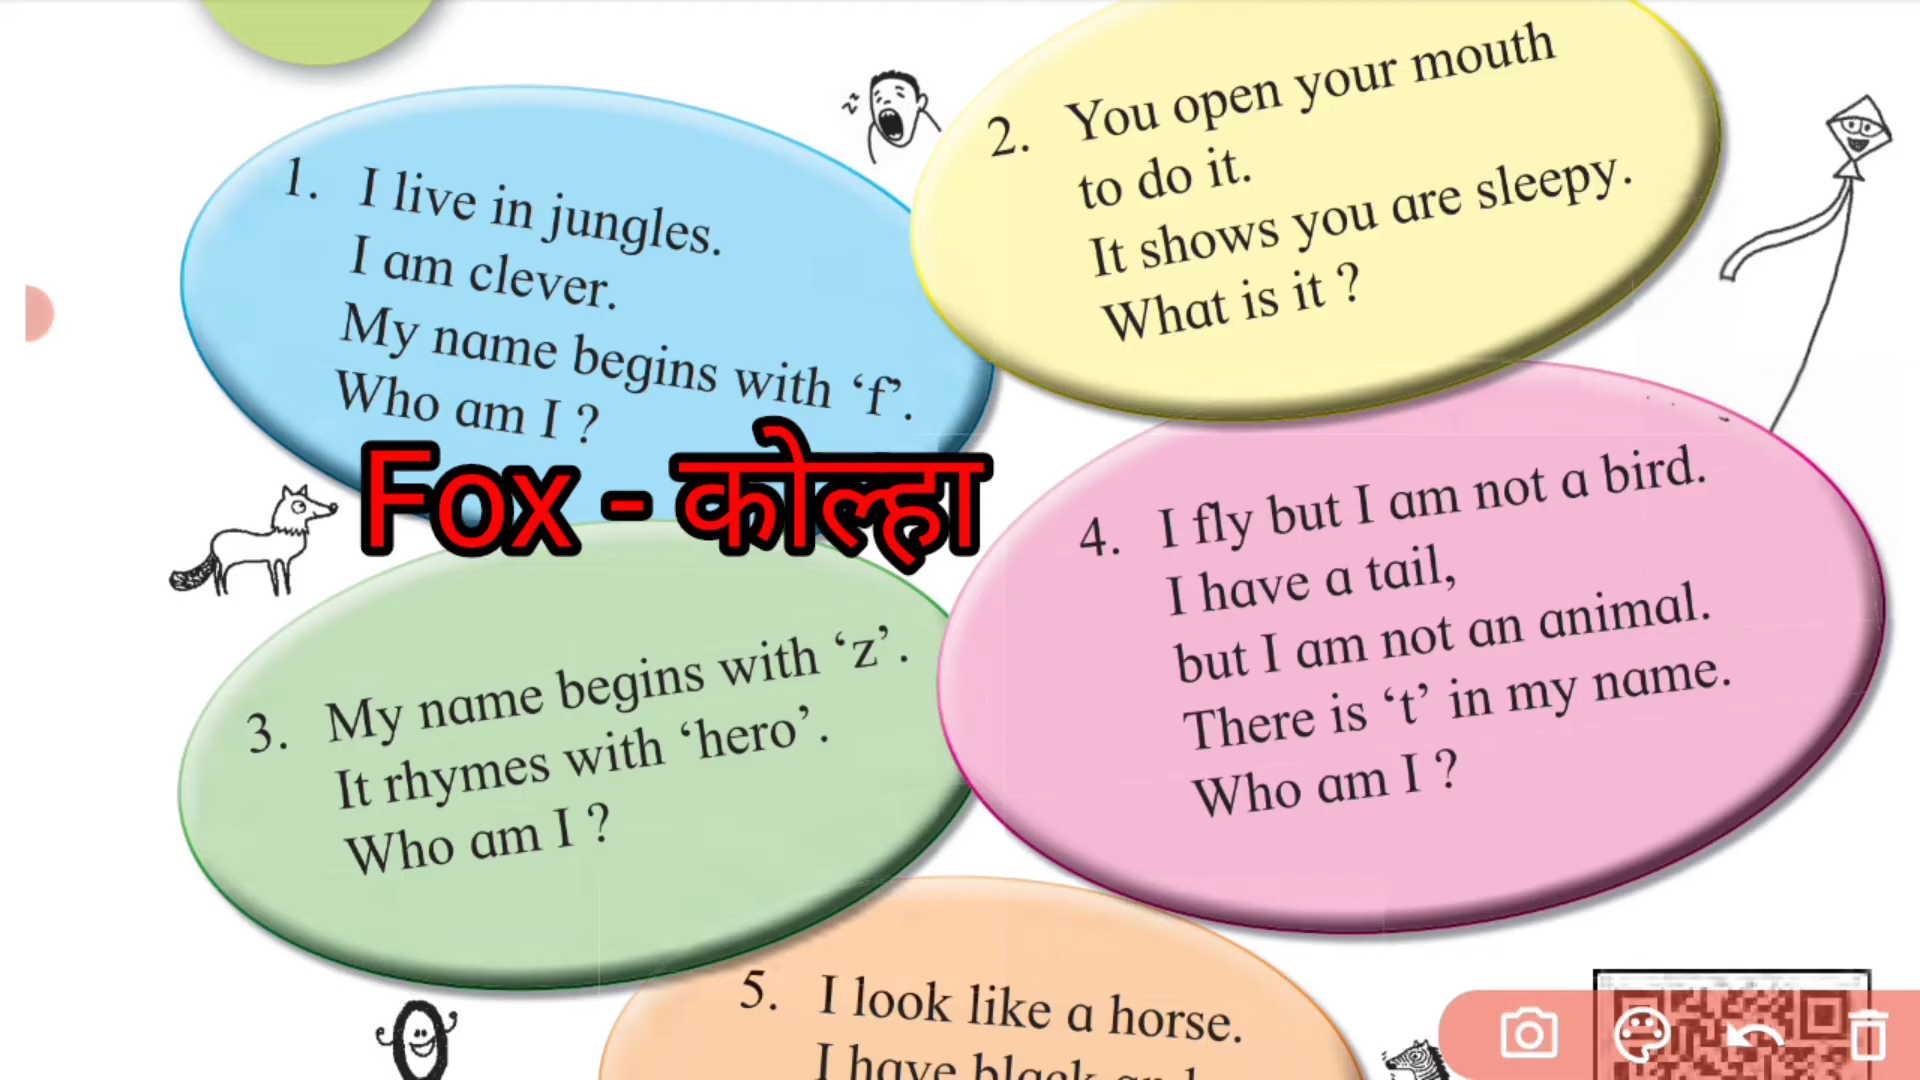 1. I live in jungles.
I am clever.
My name begins with ‘f’.
Who am I ?
Fox - कोल्हा
2. You open your mouth
to do it.
It shows you are sleepy.
What is it ?
3. My name begins with ‘z’.
It rhymes with ‘hero’.
Who am I ?
4. I fly but I am not a bird.
I have a tail,
but I am not an animal.
There is ‘t’ in my name.
Who am I ?
5. I look like a horse.
I have black and